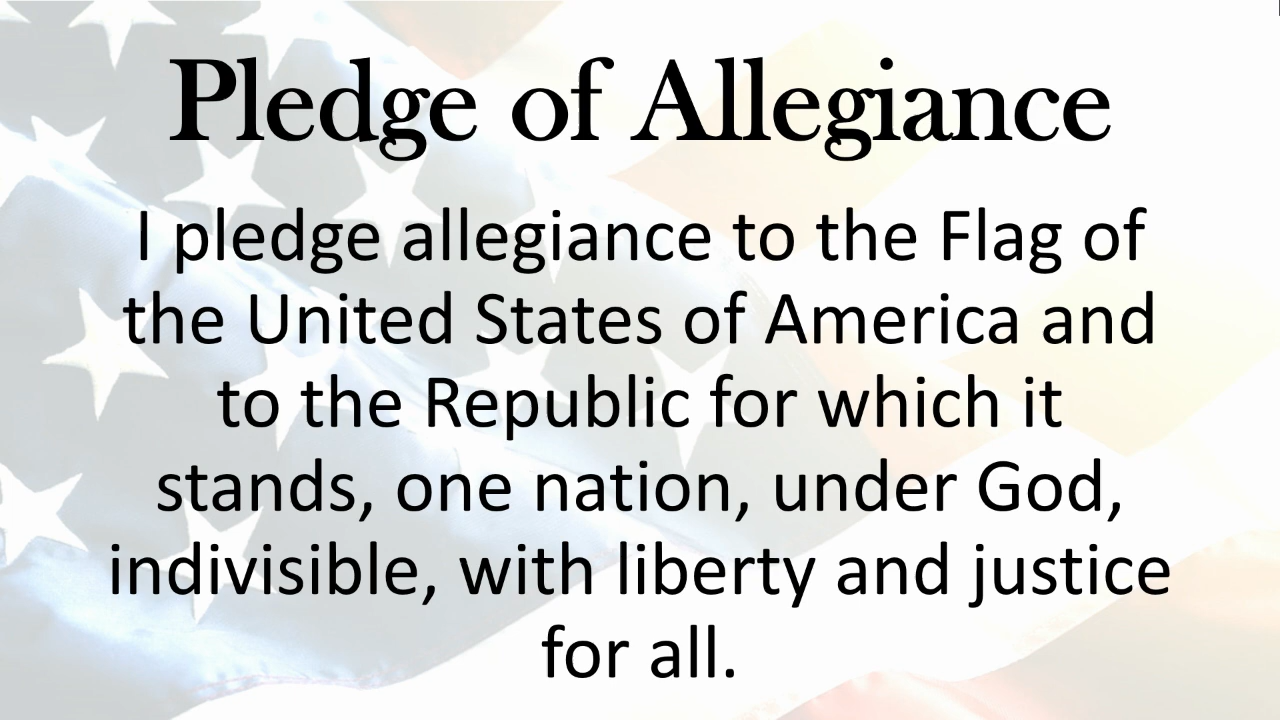 Pledge of Allegiance
I pledge allegiance to the Flag of
the United States of America and
to the Republic for which it
stands, one nation, under God,
indivisible, with liberty and justice
for all.